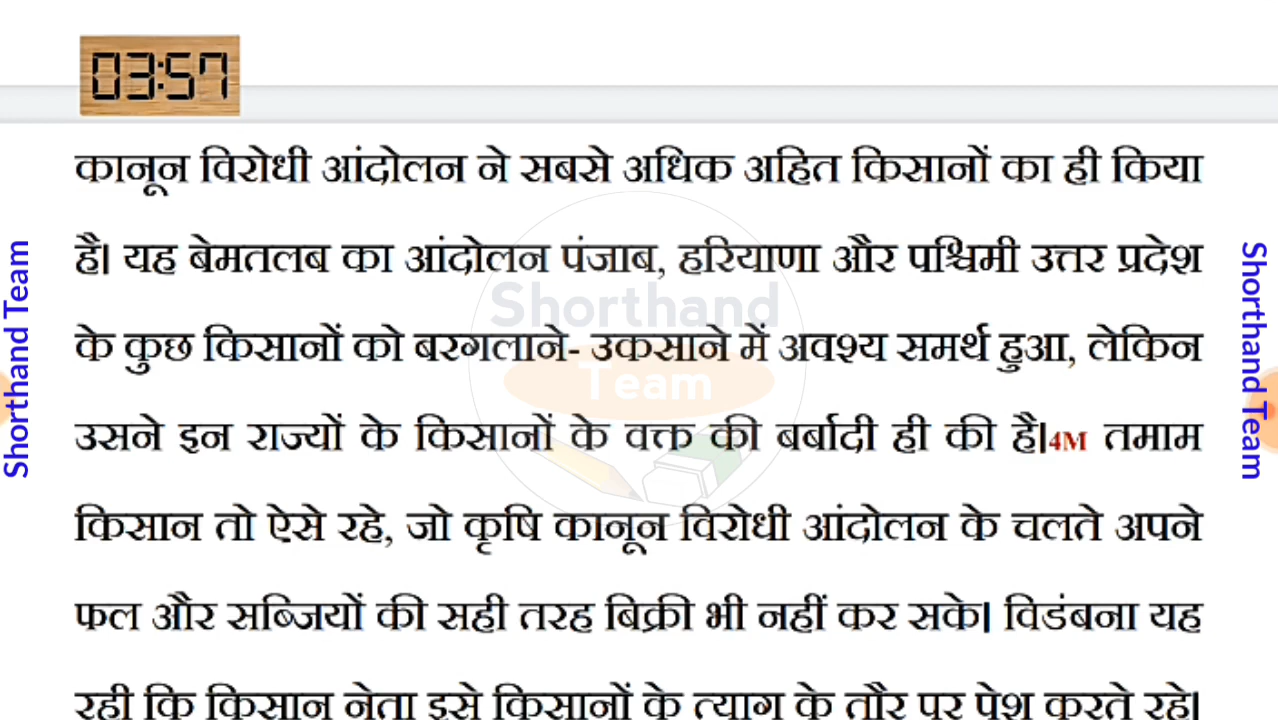 03:57
कानून विरोधी आंदोलन ने सबसे अधिक अहित किसानों का ही किया
है। यह बेमतलब का आंदोलन पंजाब, हरियाणा और पश्चिमी उत्तर प्रदेश
के कुछ किसानों को बरगलाने- उकसाने में अवश्य समर्थ हुआ, लेकिन
उसने इन राज्यों के किसानों के वक्त की बर्बादी ही की है।4M तमाम
किसान तो ऐसे रहे, जो कृषि कानून विरोधी आंदोलन के चलते अपने
फल और सब्जियों की सही तरह बिक्री भी नहीं कर सके। विडंबना यह
रही कि किसान नेता इसे किसानों के त्याग के तौर पर पेश करते रहे।
Shorthand Team
Shorthand
Team
Shorthand Team